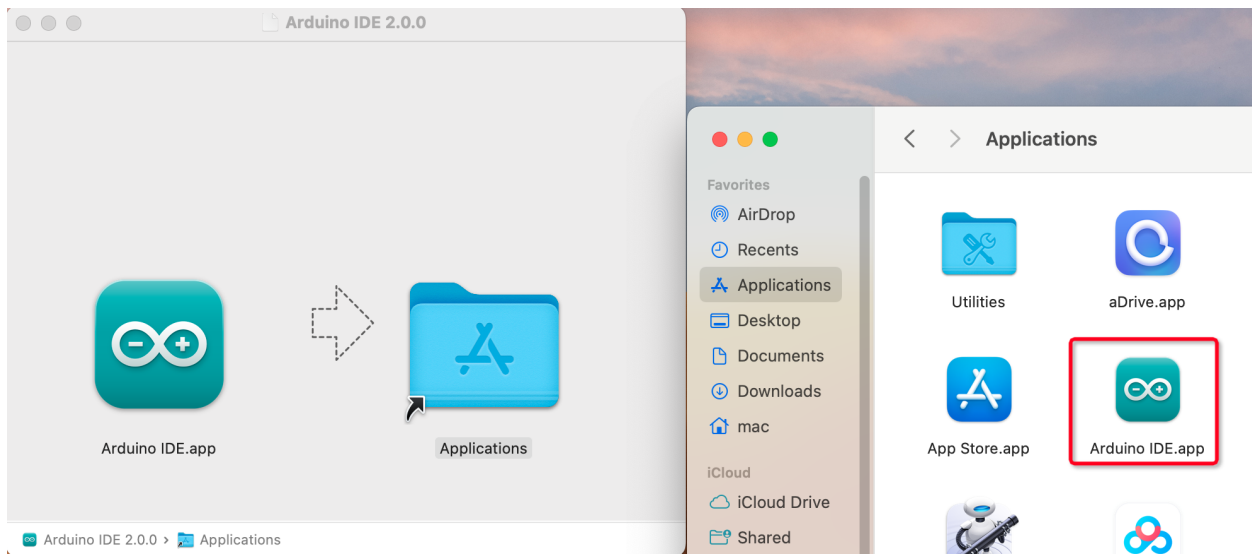 Arduino IDE 2.0.0
Arduino IDE.app
Applications
Arduino IDE 2.0.0 › Applications
Applications
Favorites
AirDrop
Recents
Applications
Desktop
Documents
Downloads
mac
iCloud
iCloud Drive
Shared
Utilities
aDrive.app
App Store.app
Arduino IDE.app